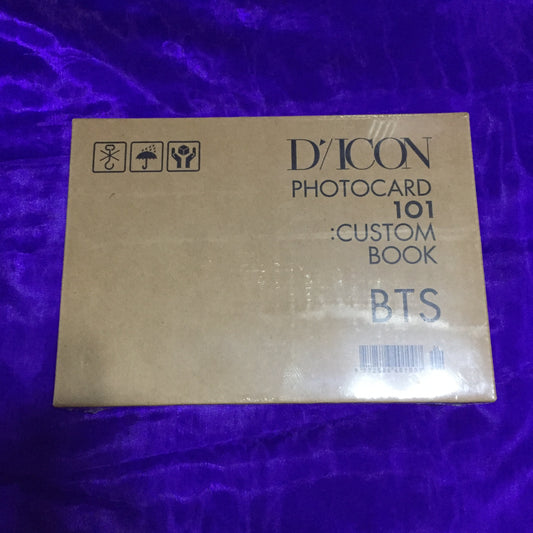 D'/ICON
PHOTOCARD
101
:CUSTOM
BOOK
BTS